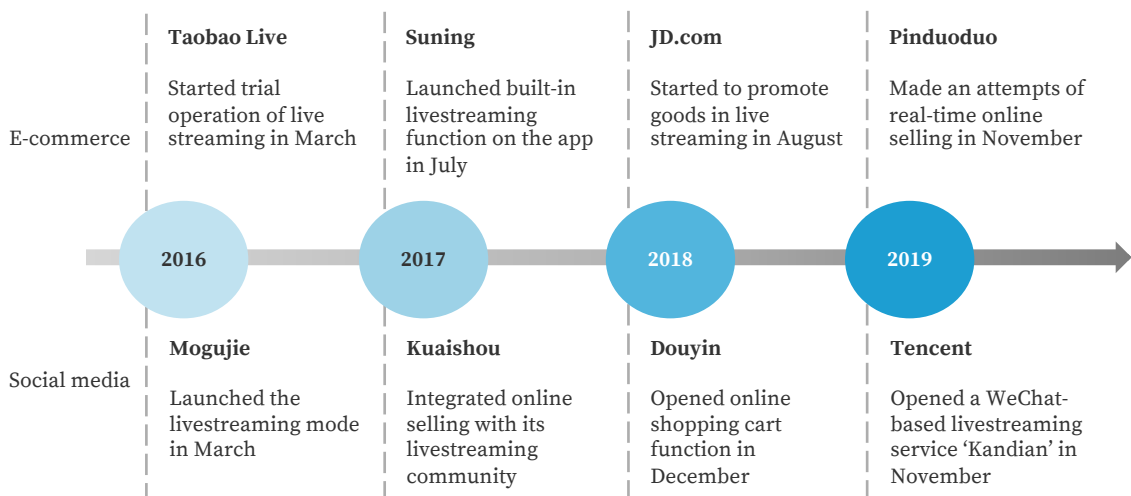 Taobao Live
Started trial
operation of live
streaming in March
Suning
Launched built-in
livestreaming
function on the app
in July
JD.com
Started to promote
goods in live
streaming in August
Pinduoduo
Made an attempts of
real-time online
selling in November
E-commerce
2016
2017
2018
2019
Social media
Mogujie
Launched the
livestreaming mode
in March
Kuaishou
Integrated online
selling with its
livestreaming
community
Douyin
Opened online
shopping cart
function in
December
Tencent
Opened a WeChat-
based livestreaming
service ‘Kandian’ in
November